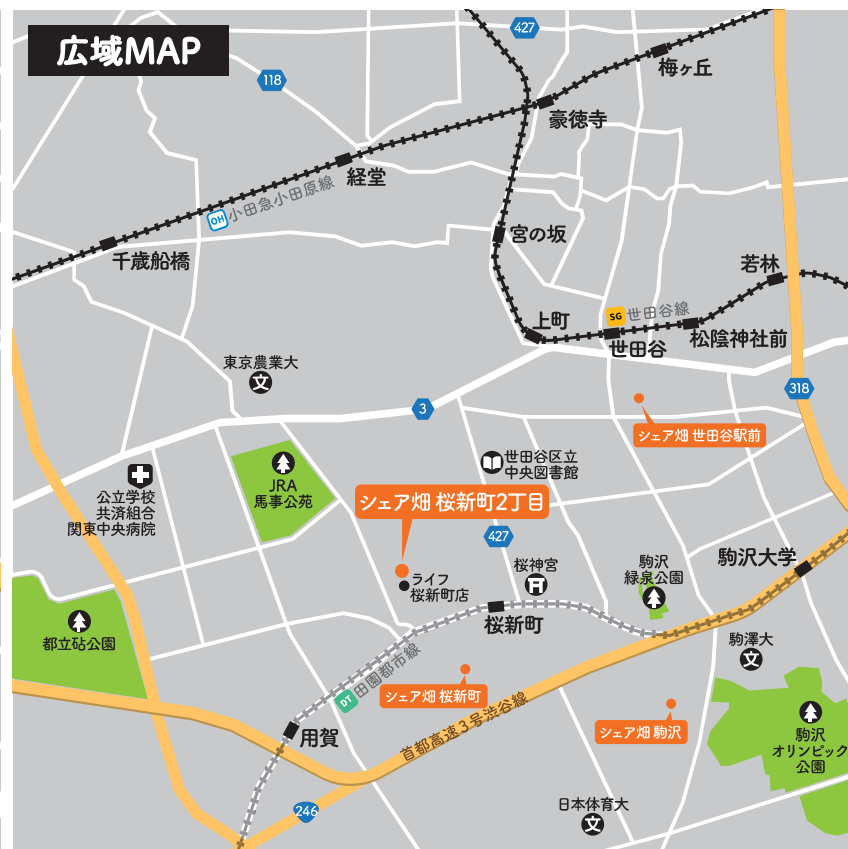 広域MAP
427
118
梅ヶ丘
豪徳寺
経堂
OH 小田急小田原線
千歳船橋
宮の坂
若林
SG 世田谷線
上町
世田谷
松陰神社前
東京農業大
文
3
318
シェア畑 世田谷駅前
世田谷区立
中央図書館
JRA
馬事公苑
公立学校
共済組合
関東中央病院
シェア畑 桜新町2丁目
427
桜神宮
ライフ
桜新町店
駒沢
緑泉公園
駒沢大学
都立砧公園
桜新町
駒澤大
文
DT 田園都市線
シェア畑 桜新町
シェア畑 駒沢
用賀
首都高速3号渋谷線
駒沢
オリンピック
公園
246
日本体育大
文